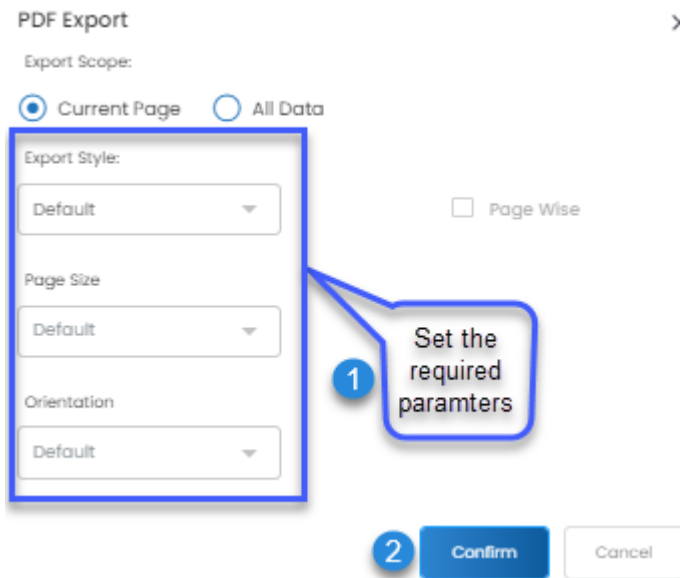 PDF Export
Export Scope:
Current Page
All Data
Export Style:
Default
Page Wise
Page Size
Default
Orientation
Default
1
Set the
required
paramters
2
Confirm
Cancel